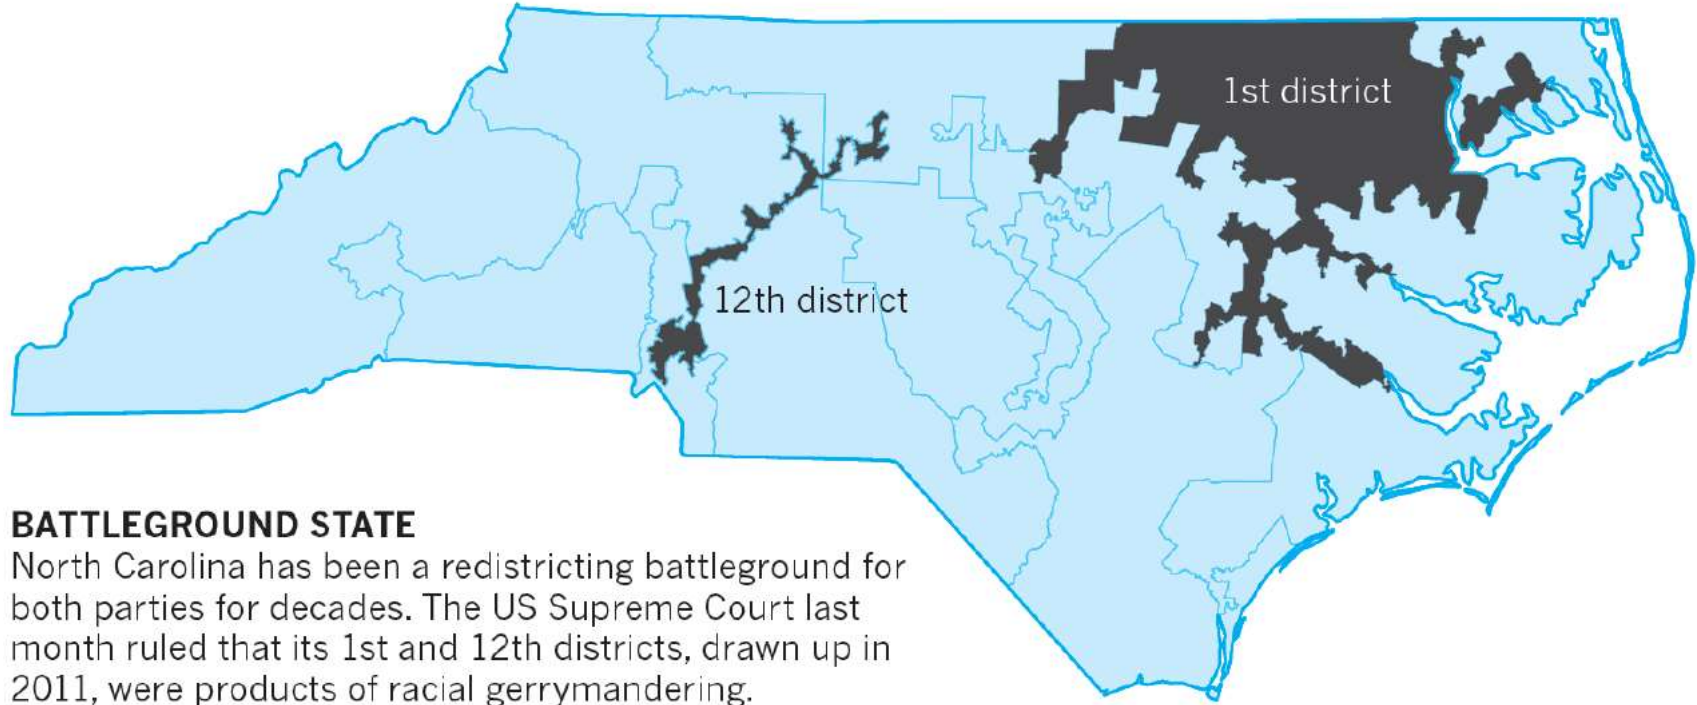 1st district
12th district
BATTLEGROUND STATE
North Carolina has been a redistricting battleground for
both parties for decades. The US Supreme Court last
month ruled that its 1st and 12th districts, drawn up in
2011, were products of racial gerrymandering.